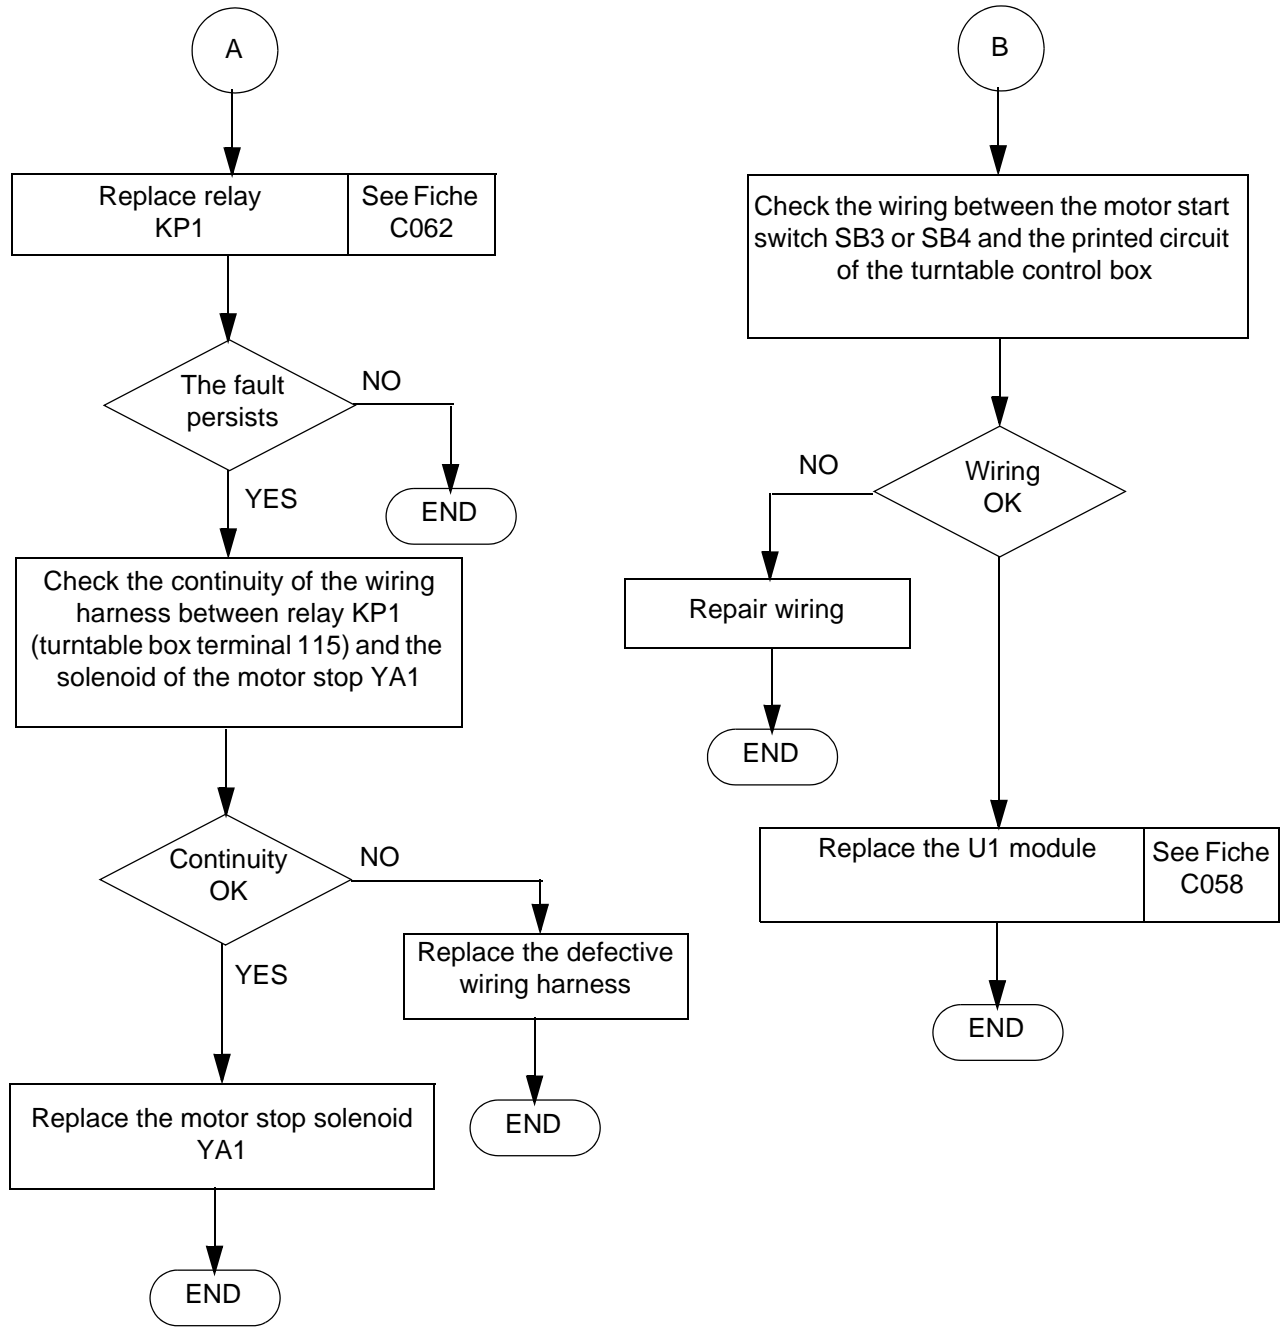 A
Replace relay
KP1
See Fiche
C062
The fault
persists
NO
END
YES
Check the continuity of the wiring
harness between relay KP1
(turntable box terminal 115) and the
solenoid of the motor stop YA1
Continuity
OK
NO
Replace the defective
wiring harness
END
YES
Replace the motor stop solenoid
YA1
END
B
Check the wiring between the motor start
switch SB3 or SB4 and the printed circuit
of the turntable control box
Wiring
OK
NO
Repair wiring
END
Replace the U1 module
See Fiche
C058
END